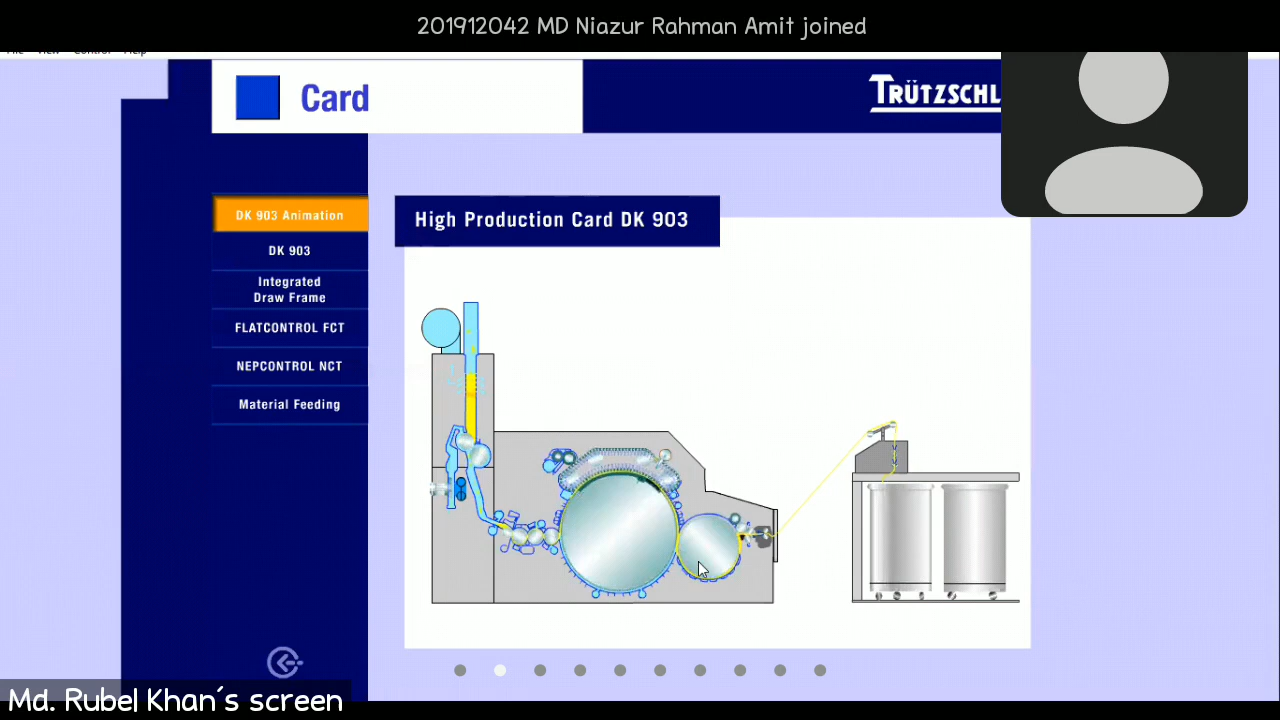 201912042 MD Niazur Rahman Amit joined
Card
TRÜTZSCHL
DK 903 Animation
High Production Card DK 903
DK 903
Integrated
Draw Frame
FLATCONTROL FCT
NEPCONTROL NCT
Material Feeding
Md. Rubel Khan's screen